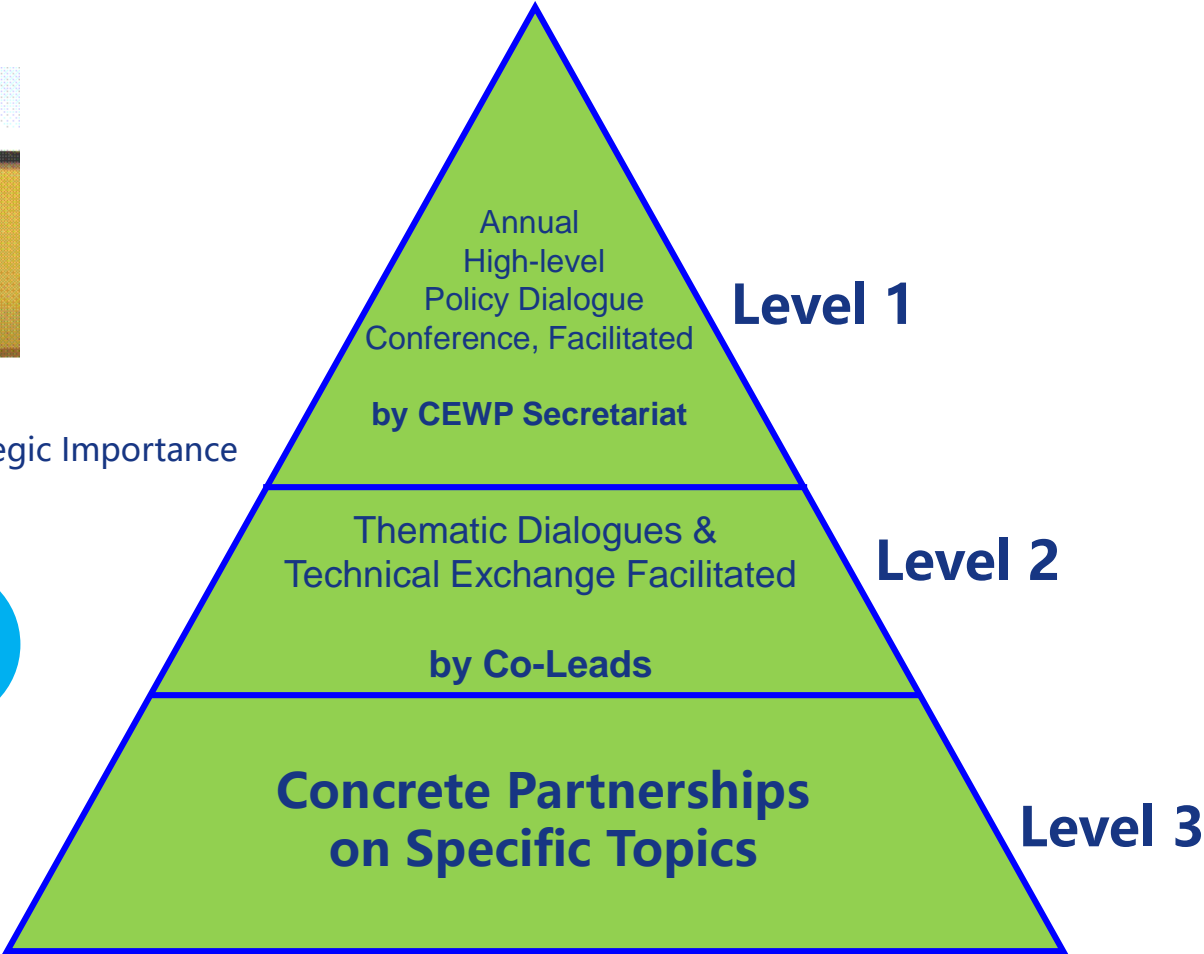 Annual
High-level
Policy Dialogue
Conference, Facilitated
by CEWP Secretariat
Level 1
Importance
Thematic Dialogues &
Technical Exchange Facilitated
by Co-Leads
Level 2
Concrete Partnerships
on Specific Topics
Level 3